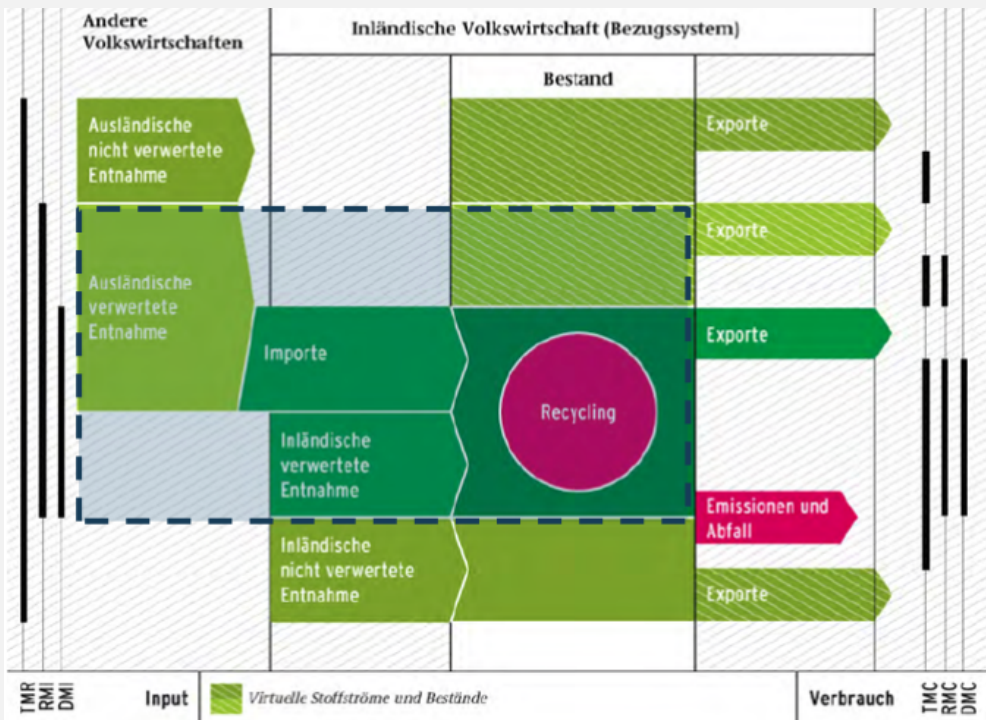 Andere
Volkswirtschaften
Inländische Volkswirtschaft (Bezugssystem)
Bestand
Ausländische
nicht verwertete
Entnahme
Exporte
Ausländische
verwertete
Entnahme
Exporte
Importe
Exporte
Recycling
Inländische
verwertete
Entnahme
Emissionen und
Abfall
Inländische
nicht verwertete
Entnahme
Exporte
TMR
RMI
DMI
Input
Virtuelle Stoffströme und Bestände
Verbrauch
TMC
RMC
DMC